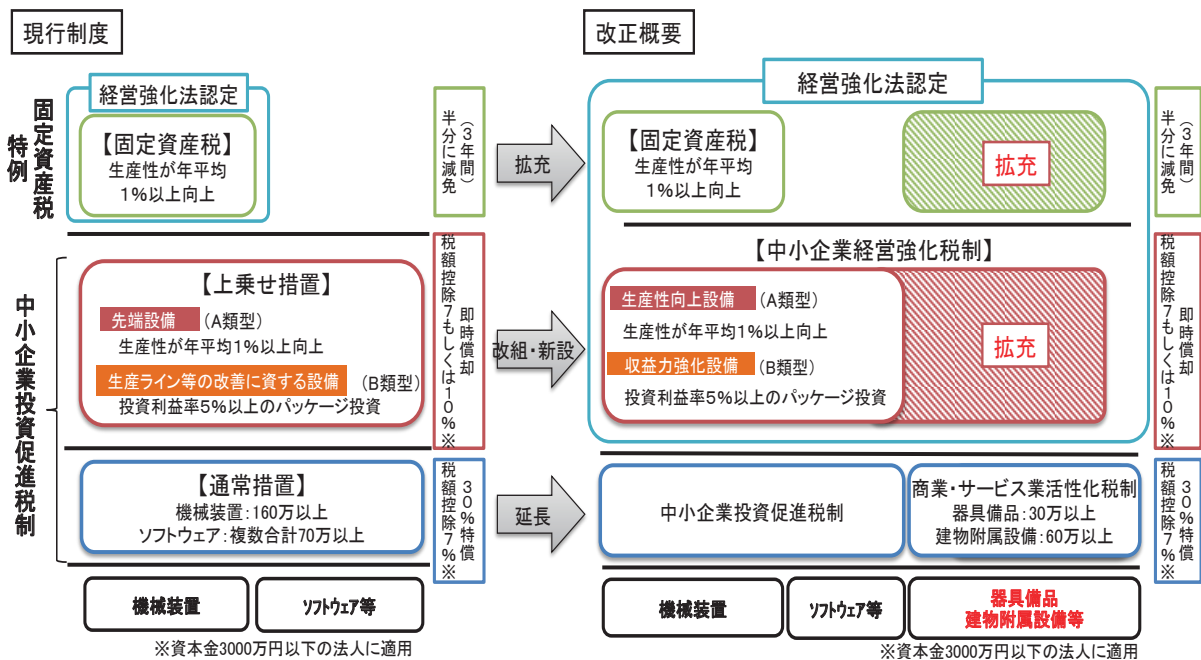 現行制度
経営強化法認定
固定資産税
特例
【固定資産税】
生産性が年平均
1%以上向上
半分に減免
(3年間)
中小企業投資促進税制
【上乗せ措置】
先端設備 (A類型)
生産性が年平均1%以上向上
生産ライン等の改善に資する設備 (B類型)
投資利益率5%以上のパッケージ投資
即時償却
税額控除7もしくは10%※
【通常措置】
機械装置:160万以上
ソフトウェア:複数合計70万以上
30%特償
税額控除7%※
機械装置
ソフトウェア等
※資本金3000万円以下の法人に適用
拡充
改組・新設
延長
改正概要
経営強化法認定
【固定資産税】
生産性が年平均
1%以上向上
拡充
半分に減免
(3年間)
【中小企業経営強化税制】
生産性向上設備 (A類型)
生産性が年平均1%以上向上
収益力強化設備 (B類型)
投資利益率5%以上のパッケージ投資
拡充
即時償却
税額控除7もしくは10%※
中小企業投資促進税制
商業・サービス業活性化税制
器具備品:30万以上
建物附属設備:60万以上
30%特償
税額控除7%※
機械装置
ソフトウェア等
器具備品
建物附属設備等
※資本金3000万円以下の法人に適用